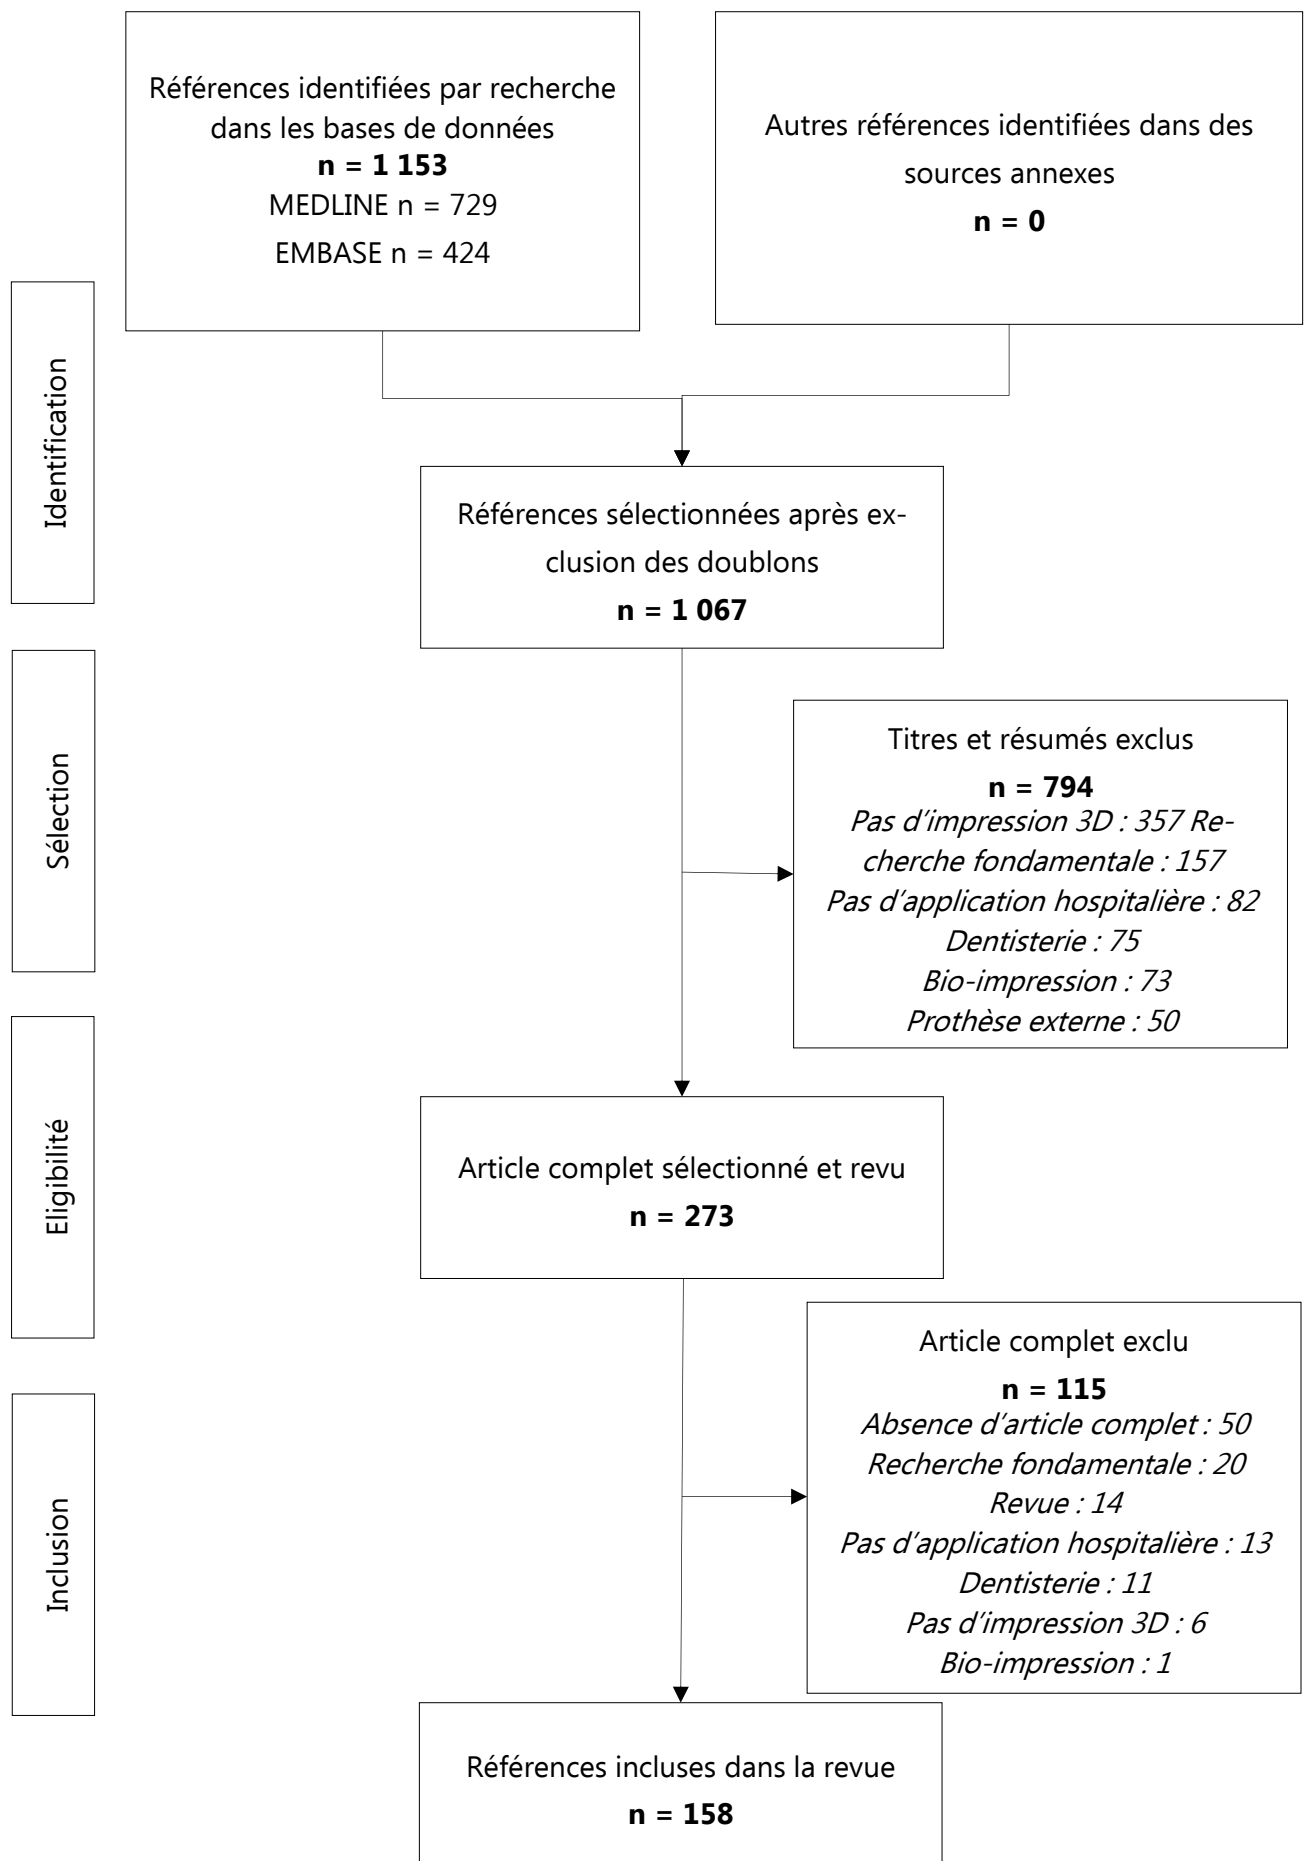 Références identifiées par recherche
dans les bases de données
n = 1 153
MEDLINE n = 729
EMBASE n = 424
Autres références identifiées dans des
sources annexes
n = 0
Identification
Références sélectionnées après ex-
clusion des doublons
n = 1 067
Sélection
Titres et résumés exclus
n = 794
Pas d'impression 3D : 357 Re-
cherche fondamentale : 157
Pas d'application hospitalière : 82
Dentisterie : 75
Bio-impression : 73
Prothèse externe : 50
Eligibilité
Article complet sélectionné et revu
n = 273
Article complet exclu
n = 115
Absence d'article complet : 50
Recherche fondamentale : 20
Revue : 14
Pas d'application hospitalière : 13
Dentisterie : 11
Pas d'impression 3D : 6
Bio-impression : 1
Inclusion
Références incluses dans la revue
n = 158